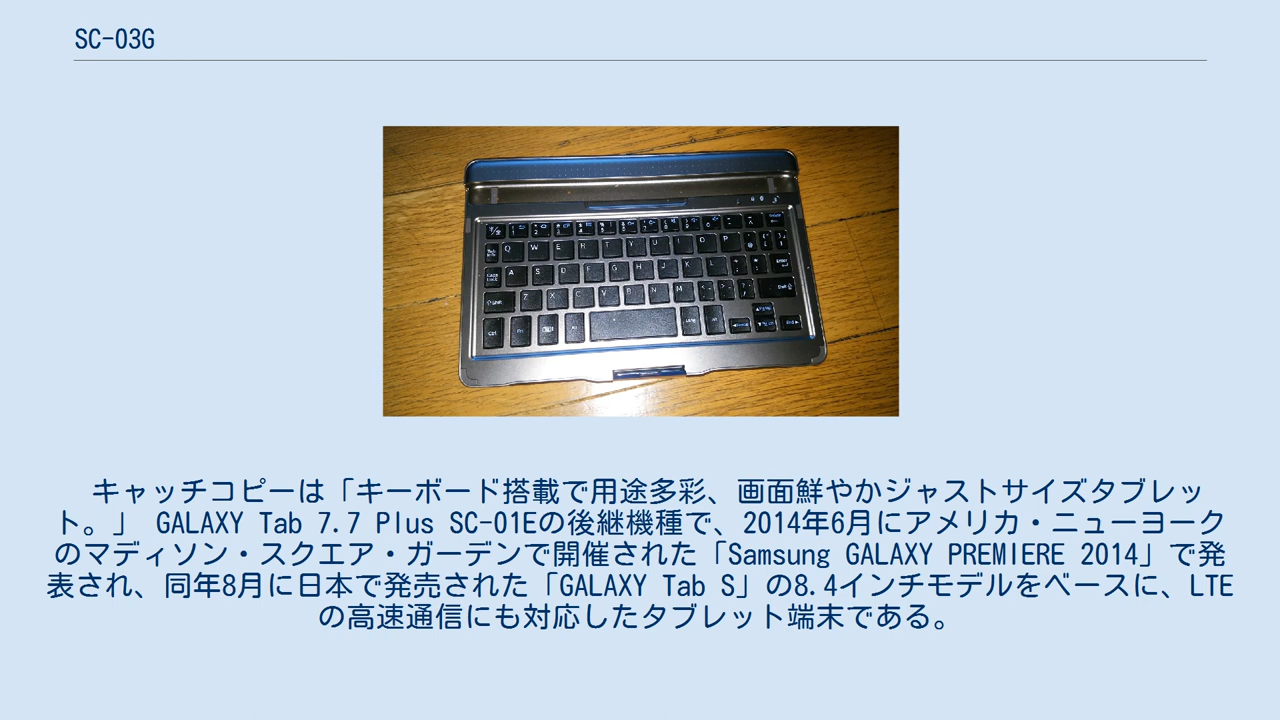 SC-03G
Q W E R T Y U I O P
A S D F G H J K L
Z X C V B N M
キャッチコピーは「キーボード搭載で用途多彩、画面鮮やかジャストサイズタブレッ
ト。」 GALAXY Tab 7.7 Plus SC-01Eの後継機種で、2014年6月にアメリカ・ニューヨーク
のマディソン・スクエア・ガーデンで開催された「Samsung GALAXY PREMIERE 2014」で発
表され、同年8月に日本で発売された「GALAXY Tab S」の8.4インチモデルをベースに、LTE
の高速通信にも対応したタブレット端末である。